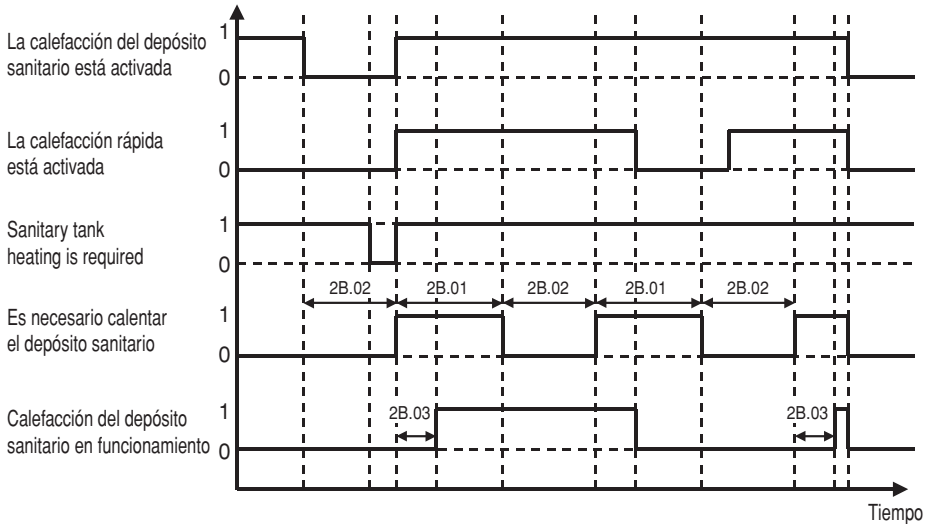 La calefacción del depósito
sanitario está activada
1
0
La calefacción rápida
está activada
1
0
Sanitary tank
heating is required
1
0
2B.02
2B.01
2B.02
2B.01
2B.02
Es necesario calentar
el depósito sanitario
1
0
Calefacción del depósito
sanitario en funcionamiento
1
0
2B.03
2B.03
Tiempo